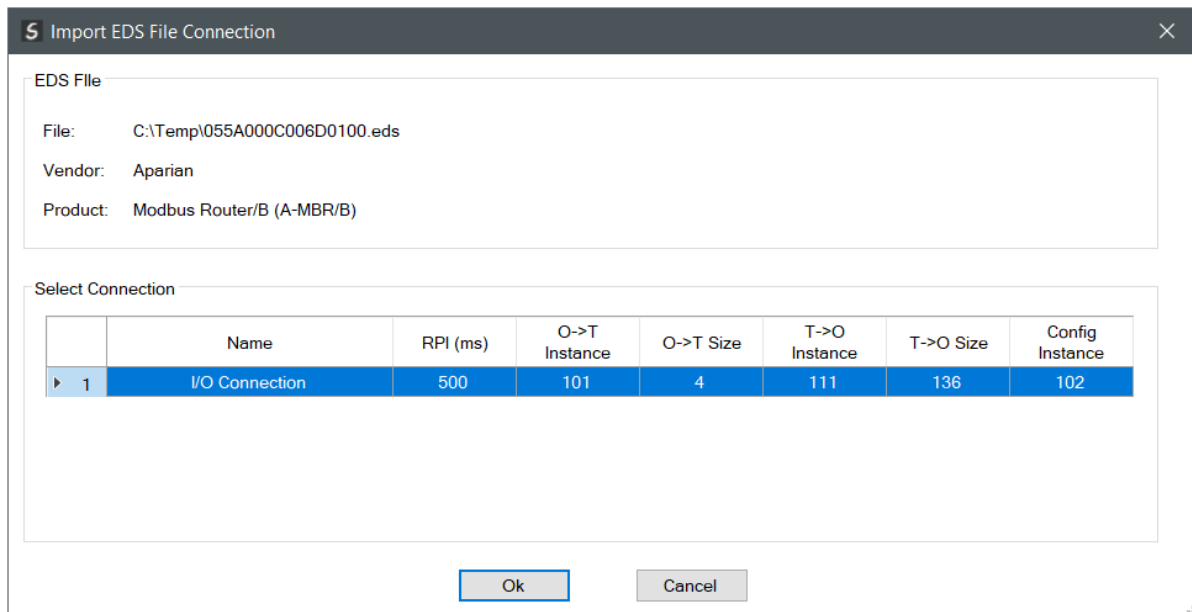 S Import EDS File Connection
EDS FIle
File: C:\Temp\055A000C006D0100.eds
Vendor: Aparian
Product: Modbus Router/B (A-MBR/B)
Select Connection
Name RPI (ms) O->T Instance O->T Size T->O Instance T->O Size Config Instance
1 I/O Connection 500 101 4 111 136 102
Ok Cancel